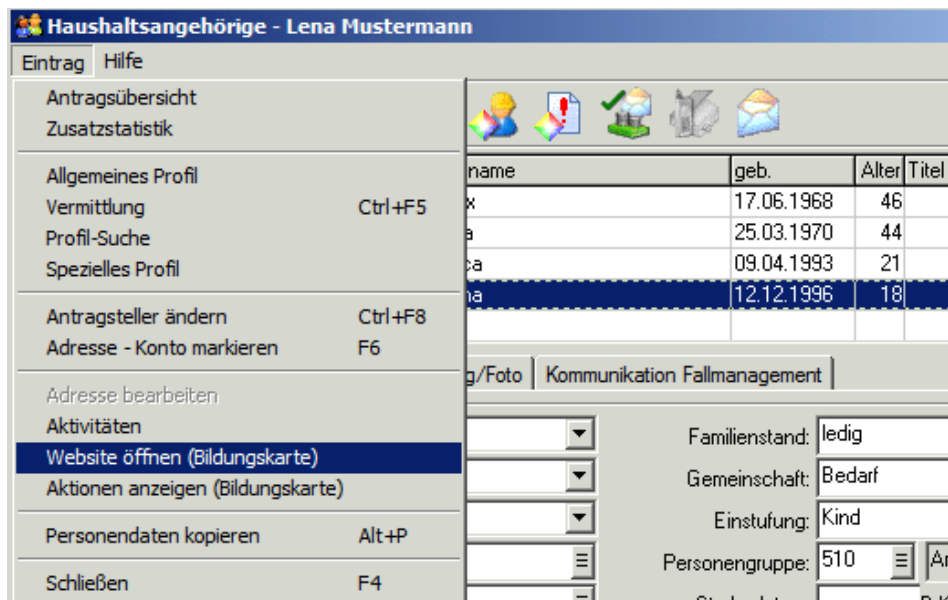 Haushaltsangehörige - Lena Mustermann
Eintrag Hilfe
Antragsübersicht
Zusatzstatistik
Allgemeines Profil
Vermittlung Ctrl+F5
Profil-Suche
Spezielles Profil
Antragsteller ändern Ctrl+F8
Adresse - Konto markieren F6
Adresse bearbeiten
Aktivitäten
Website öffnen (Bildungskarte)
Aktionen anzeigen (Bildungskarte)
Personendaten kopieren Alt+P
Schließen F4
name geb. Alter Titel
x 17.06.1968 46
a 25.03.1970 44
ca 09.04.1993 21
na 12.12.1996 18
g/Foto Kommunikation Fallmanagement
Familienstand: ledig
Gemeinschaft: Bedarf
Einstufung: Kind
Personengruppe: 510